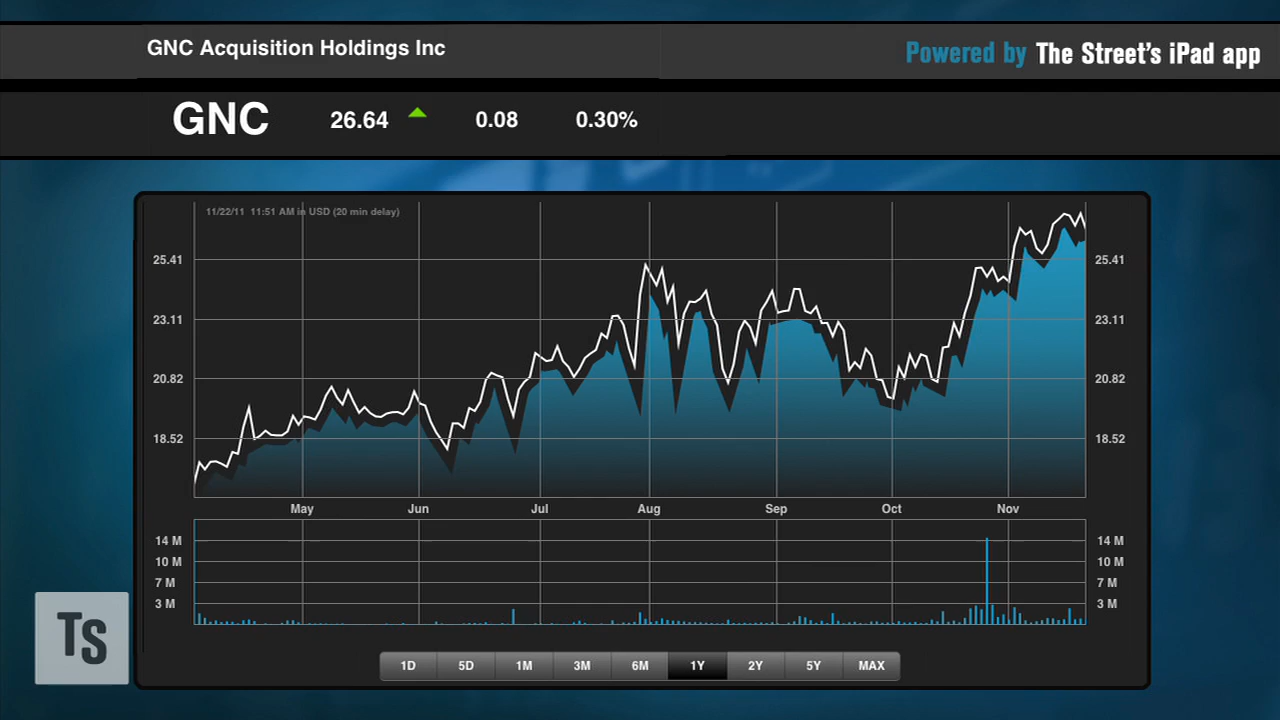 GNC Acquisition Holdings Inc
Powered by The Street's iPad app
GNC 26.64 0.08 0.30%
11/22/11 11:51 AM in USD (20 min delay)
25.41 25.41
23.11 23.11
20.82 20.82
18.52 18.52
May Jun Jul Aug Sep Oct Nov
14 M 14 M
10 M 10 M
7 M 7 M
3 M 3 M
Ts
1D 5D 1M 3M 6M 1Y 2Y 5Y MAX